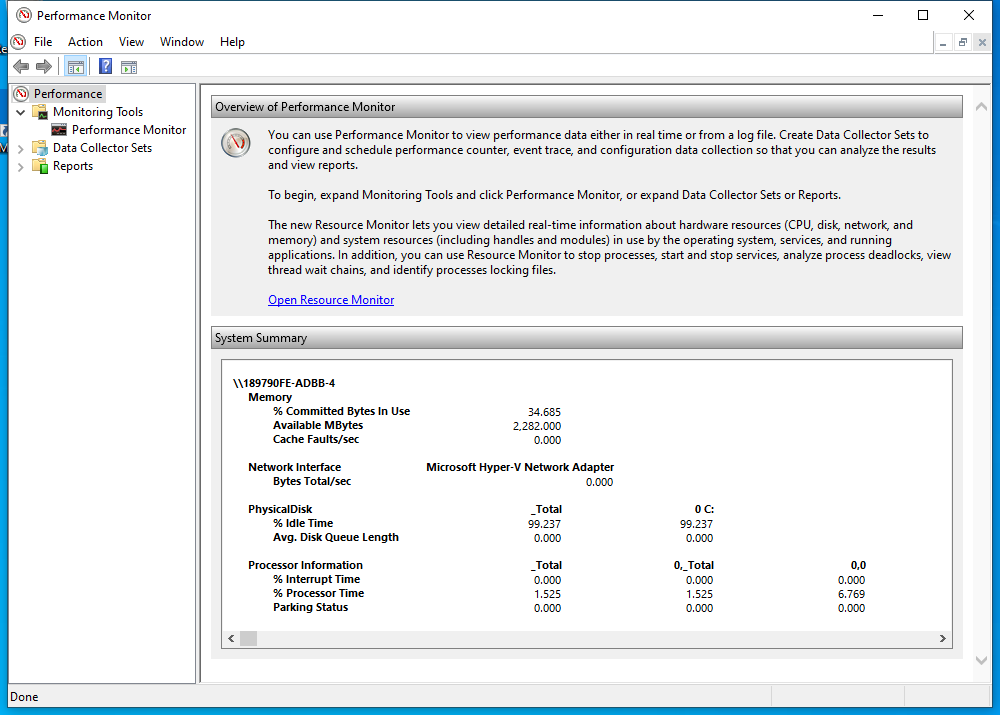 Performance Monitor
File Action View Window Help
Performance
Monitoring Tools
Performance Monitor
Data Collector Sets
Reports
Overview of Performance Monitor
You can use Performance Monitor to view performance data either in real time or from a log file. Create Data Collector Sets to
configure and schedule performance counter, event trace, and configuration data collection so that you can analyze the results
and view reports.
To begin, expand Monitoring Tools and click Performance Monitor, or expand Data Collector Sets or Reports.
The new Resource Monitor lets you view detailed real-time information about hardware resources (CPU, disk, network, and
memory) and system resources (including handles and modules) in use by the operating system, services, and running
applications. In addition, you can use Resource Monitor to stop processes, start and stop services, analyze process deadlocks, view
thread wait chains, and identify processes locking files.
Open Resource Monitor
System Summary
\\189790FE-ADBB-4
Memory
% Committed Bytes In Use 34.685
Available MBytes 2,282.000
Cache Faults/sec 0.000
Network Interface Microsoft Hyper-V Network Adapter
Bytes Total/sec 0.000
PhysicalDisk _Total 0 C:
% Idle Time 99.237 99.237
Avg. Disk Queue Length 0.000 0.000
Processor Information _Total 0,_Total 0,0
% Interrupt Time 0.000 0.000 0.000
% Processor Time 1.525 1.525 6.769
Parking Status 0.000 0.000 0.000
Done